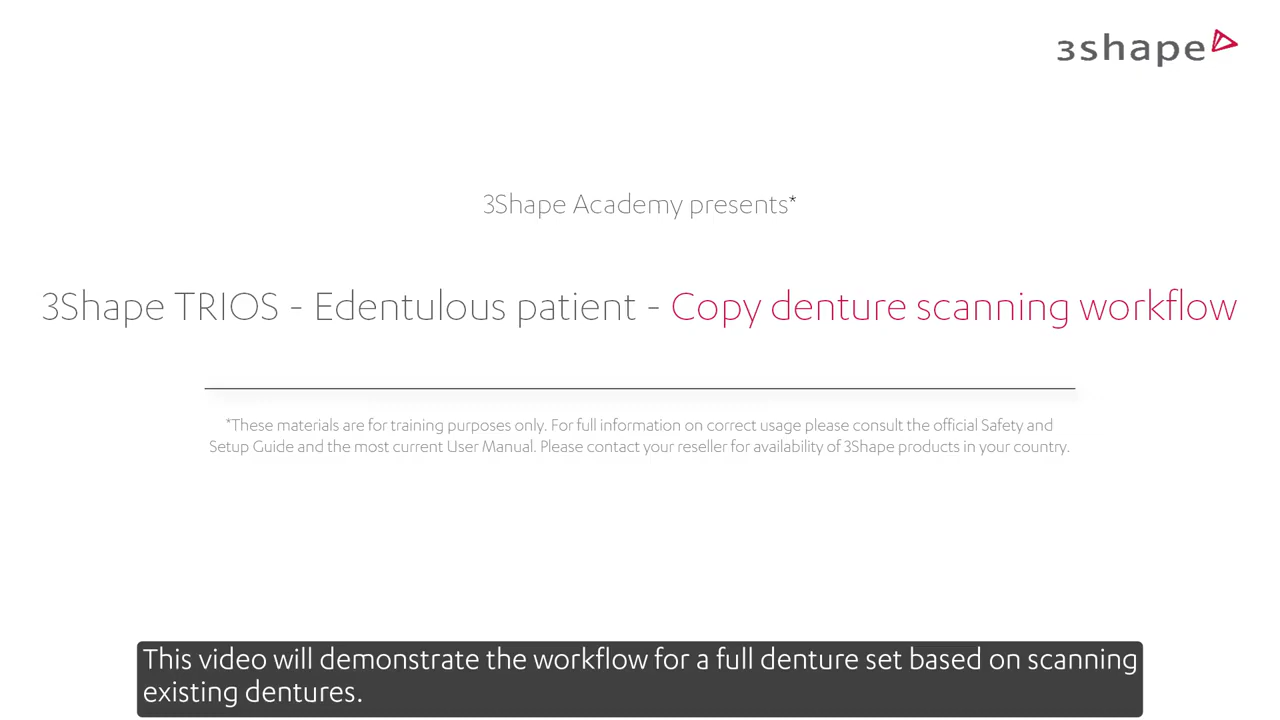 3shape
3Shape Academy presents*
3Shape TRIOS - Edentulous patient - Copy denture scanning workflow
*These materials are for training purposes only. For full information on correct usage please consult the official Safety and
Setup Guide and the most current User Manual. Please contact your reseller for availability of 3Shape products in your country.
This video will demonstrate the workflow for a full denture set based on scanning
existing dentures.